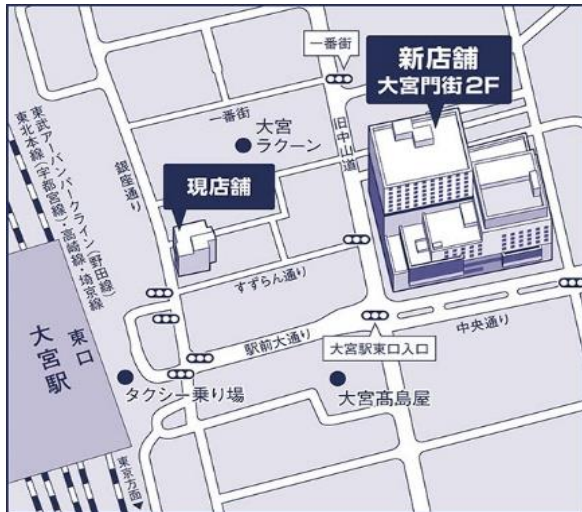 一番街
新店舗
大宮門街2F
一番街
大宮
ラクーン
旧中山道
銀座通り
現店舗
東武アーバンパークライン(野田線)
東北本線(宇都宮線)・高崎線・埼京線
すずらん通り
駅前大通り
中央通り
大宮駅東口入口
東口
大宮駅
タクシー乗り場
大宮髙島屋
東京方面